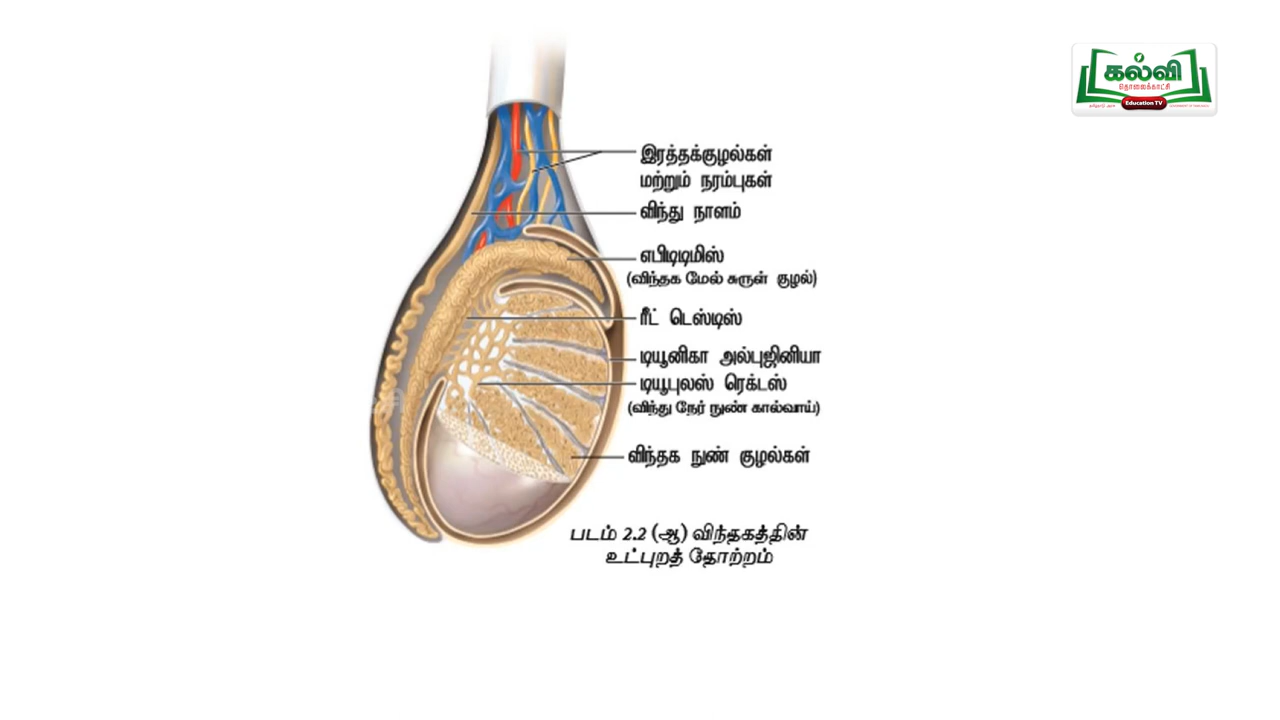 கல்வி
தொலைக்காட்சி
Education TV
இரத்தக்குழல்கள்
மற்றும் நரம்புகள்
விந்து நாளம்
எபிடிடிமிஸ்
(விந்தக மேல் சுருள் குழல்)
ரீட் டெஸ்டிஸ்
டியூனிகா அல்புஜினியா
டியூபுலஸ் ரெக்டஸ்
(விந்து நேர் நுண் கால்வாய்)
விந்தக நுண் குழல்கள்
படம் 2.2 (ஆ) விந்தகத்தின்
உட்புறத் தோற்றம்